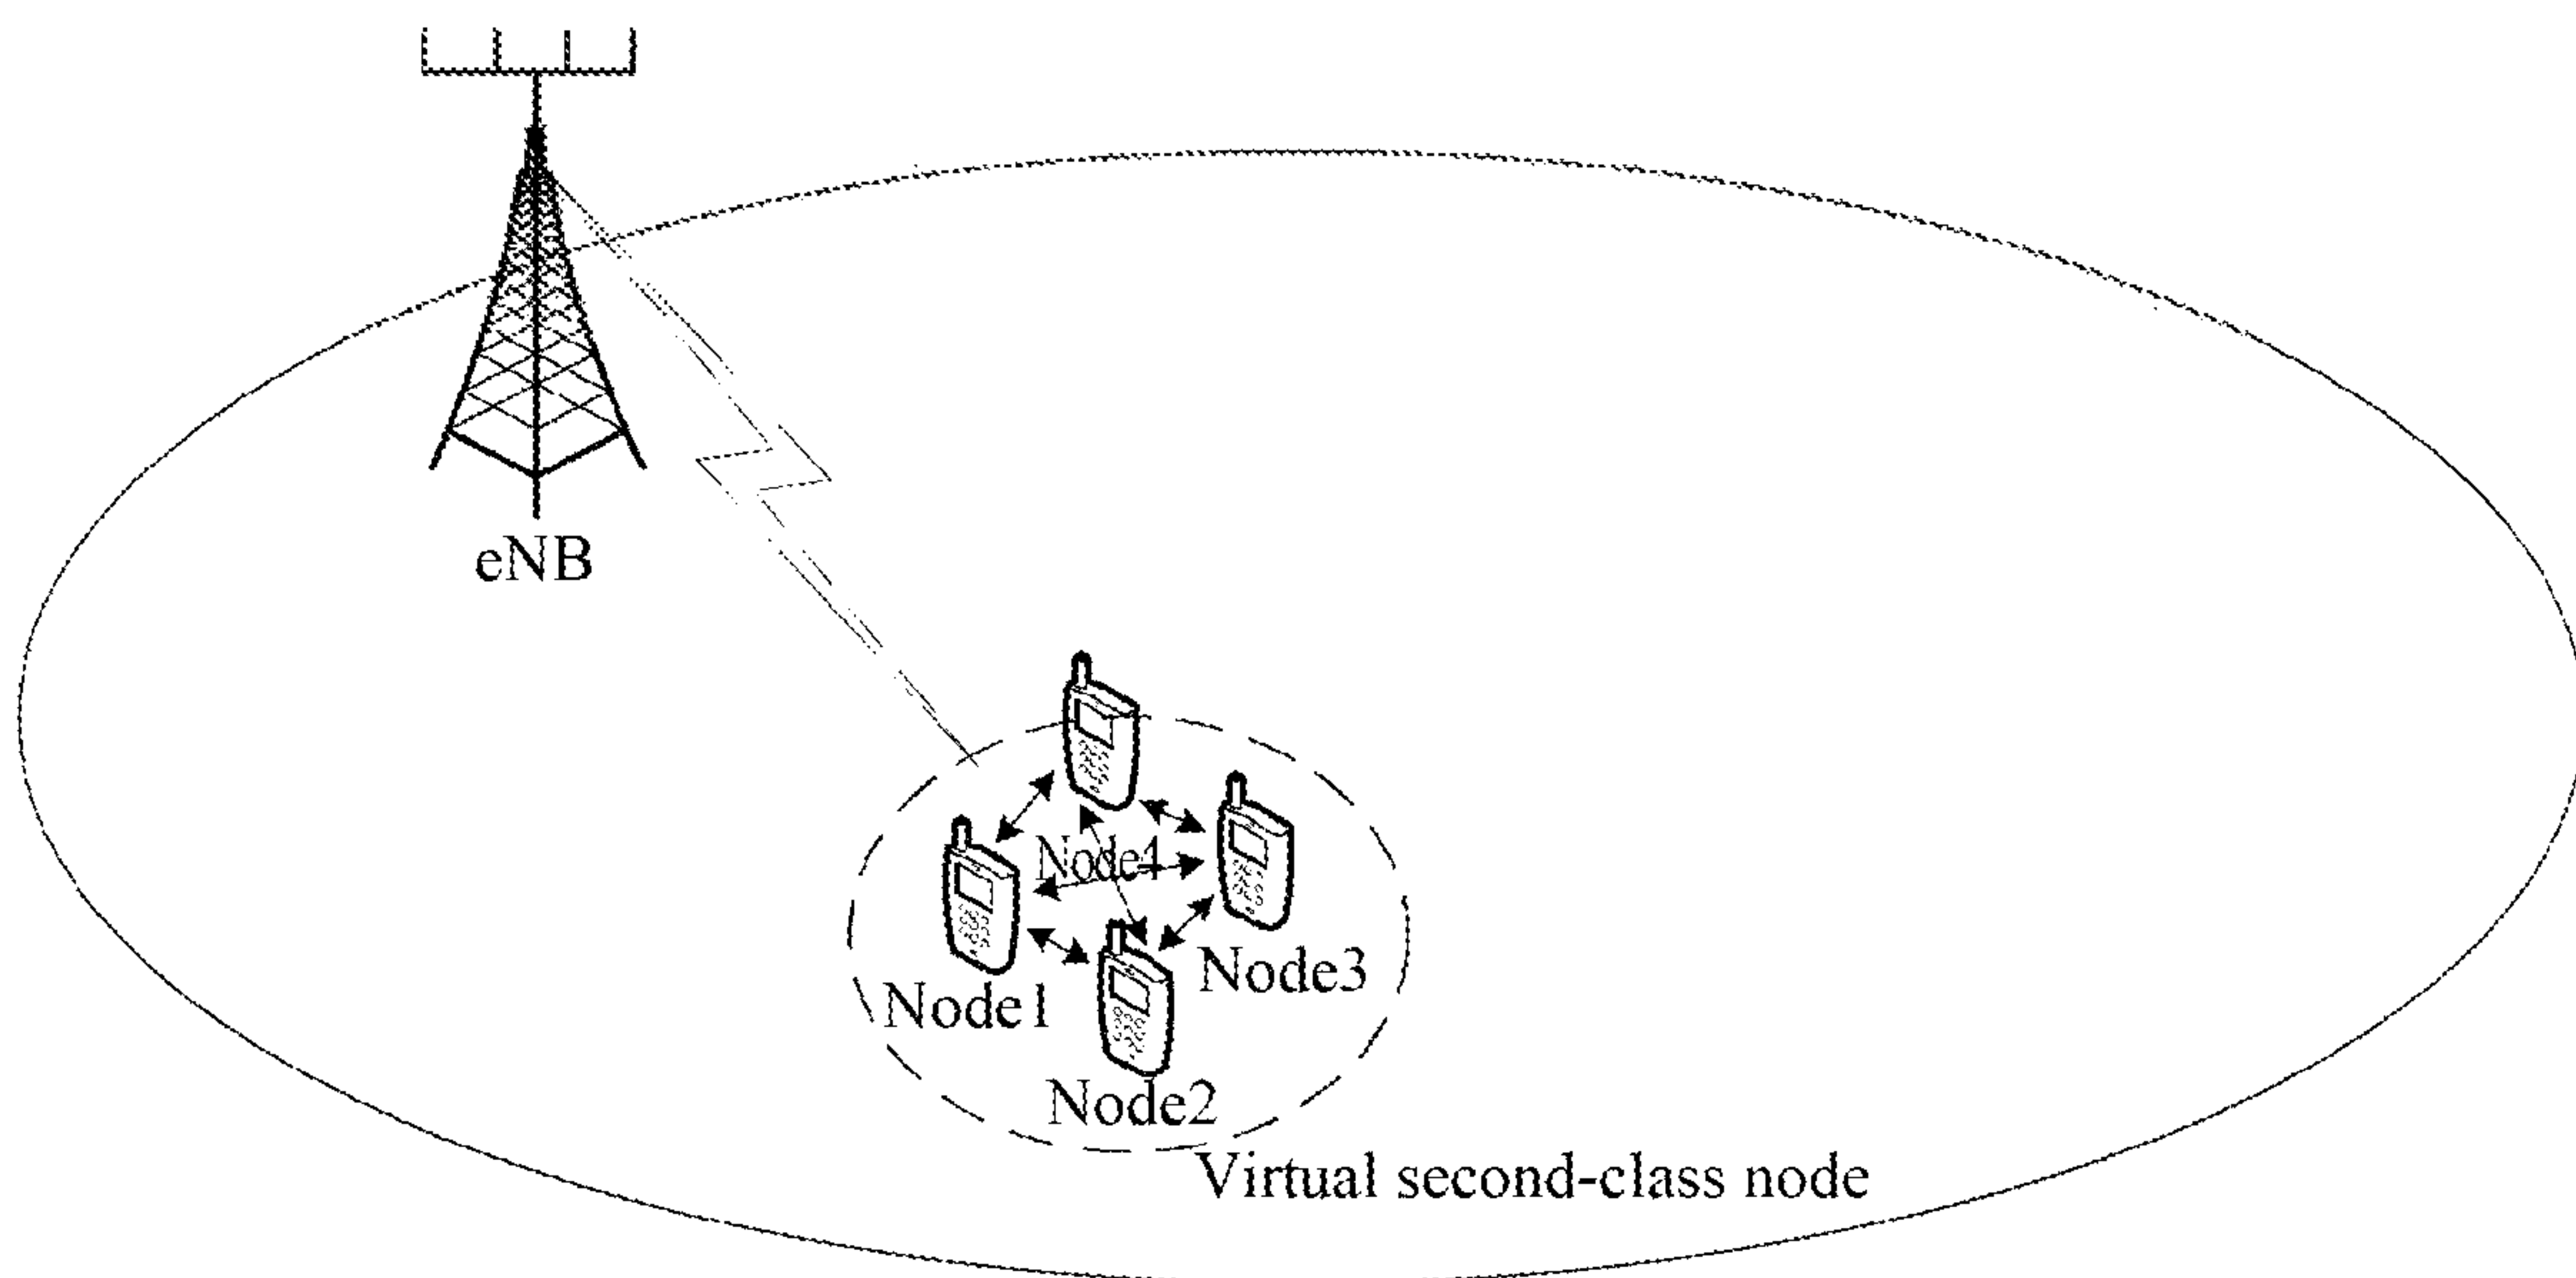 eNB
Node4
Node3
Node1
Node2
Virtual second-class node